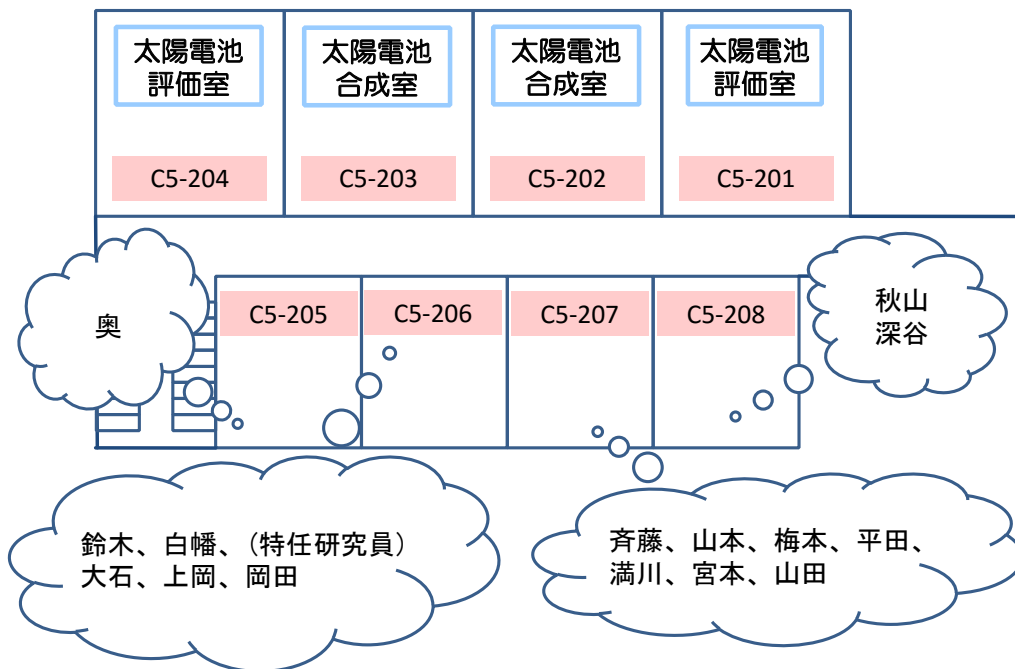 太陽電池
評価室
太陽電池
合成室
太陽電池
合成室
太陽電池
評価室
C5-204
C5-203
C5-202
C5-201
奥
C5-205
C5-206
C5-207
C5-208
秋山
深谷
鈴木、白幡、(特任研究員)
大石、上岡、岡田
斉藤、山本、梅本、平田、
満川、宮本、山田